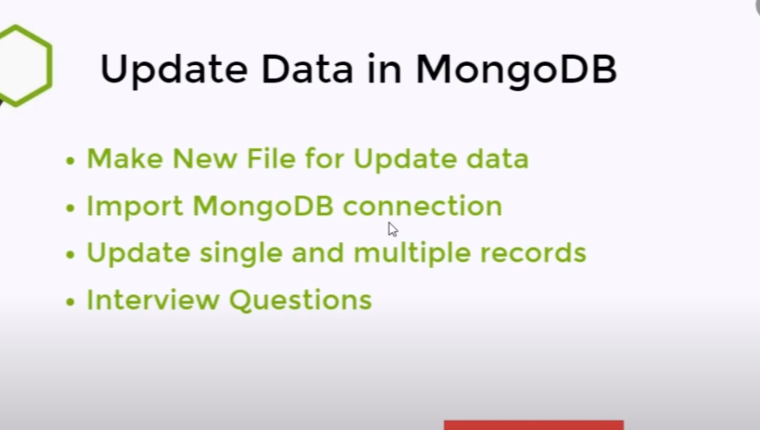 Update Data in MongoDB
Make New File for Update data
Import MongoDB connection
Update single and multiple records
Interview Questions